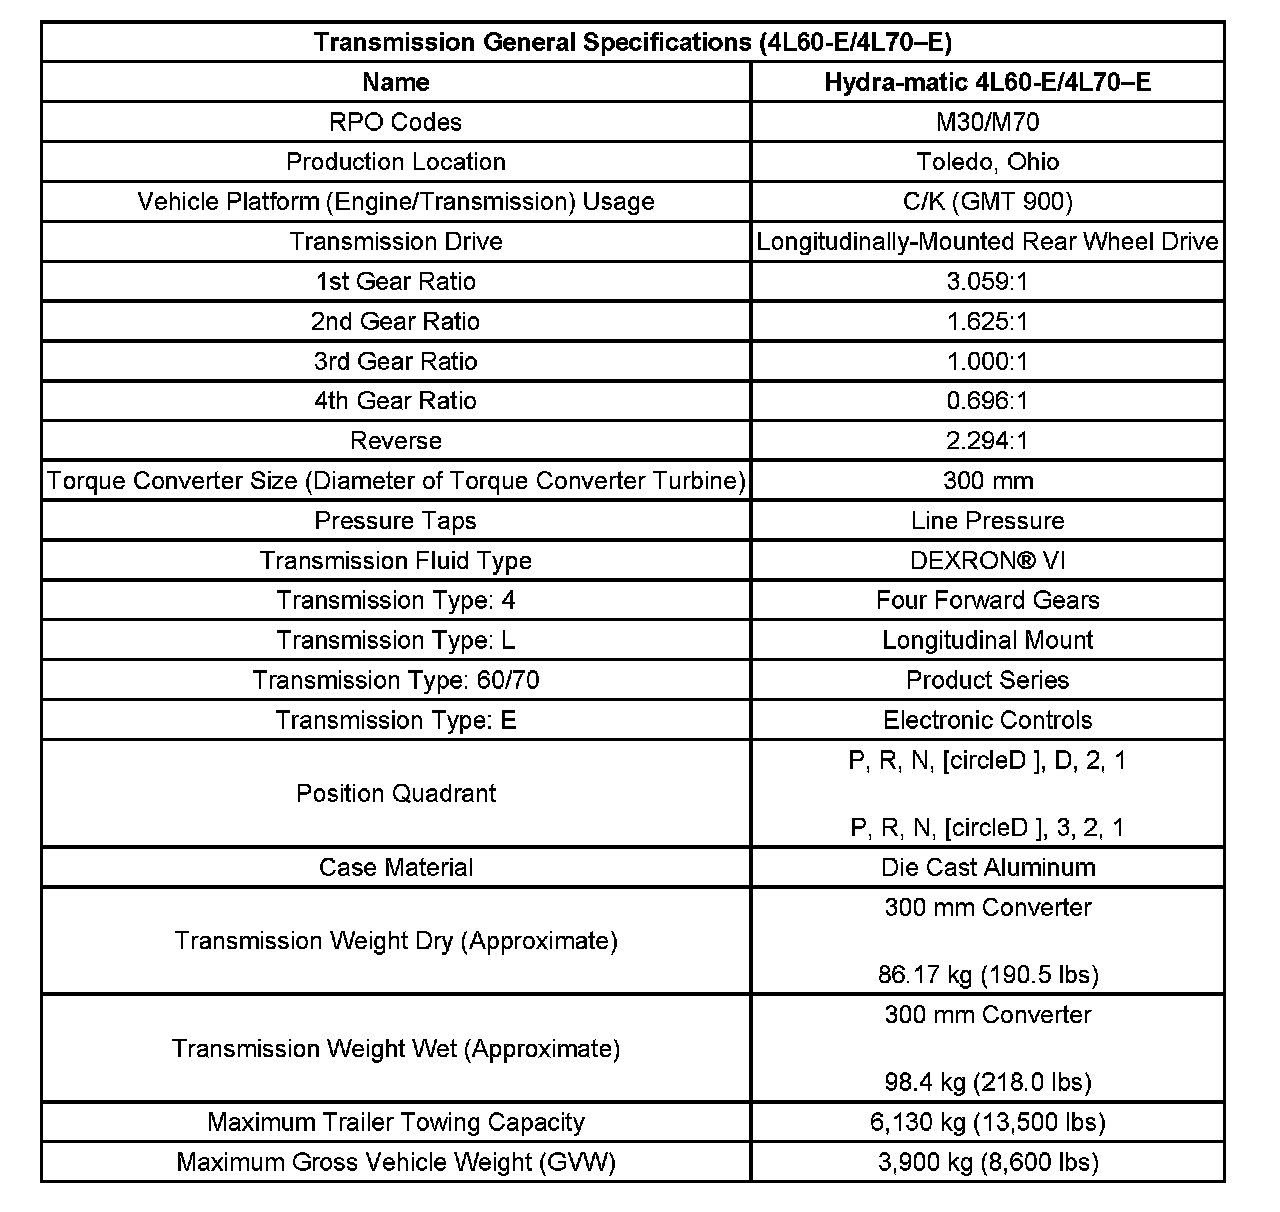 Transmission General Specifications (4L60-E/4L70–E)
Name Hydra-matic 4L60-E/4L70–E
RPO Codes M30/M70
Production Location Toledo, Ohio
Vehicle Platform (Engine/Transmission) Usage C/K (GMT 900)
Transmission Drive Longitudinally-Mounted Rear Wheel Drive
1st Gear Ratio 3.059:1
2nd Gear Ratio 1.625:1
3rd Gear Ratio 1.000:1
4th Gear Ratio 0.696:1
Reverse 2.294:1
Torque Converter Size (Diameter of Torque Converter Turbine) 300 mm
Pressure Taps Line Pressure
Transmission Fluid Type DEXRON® VI
Transmission Type: 4 Four Forward Gears
Transmission Type: L Longitudinal Mount
Transmission Type: 60/70 Product Series
Transmission Type: E Electronic Controls
Position Quadrant
P, R, N, [circleD ], D, 2, 1
P, R, N, [circleD ], 3, 2, 1
Case Material Die Cast Aluminum
Transmission Weight Dry (Approximate)
300 mm Converter
86.17 kg (190.5 lbs)
Transmission Weight Wet (Approximate)
300 mm Converter
98.4 kg (218.0 lbs)
Maximum Trailer Towing Capacity 6,130 kg (13,500 lbs)
Maximum Gross Vehicle Weight (GVW) 3,900 kg (8,600 lbs)